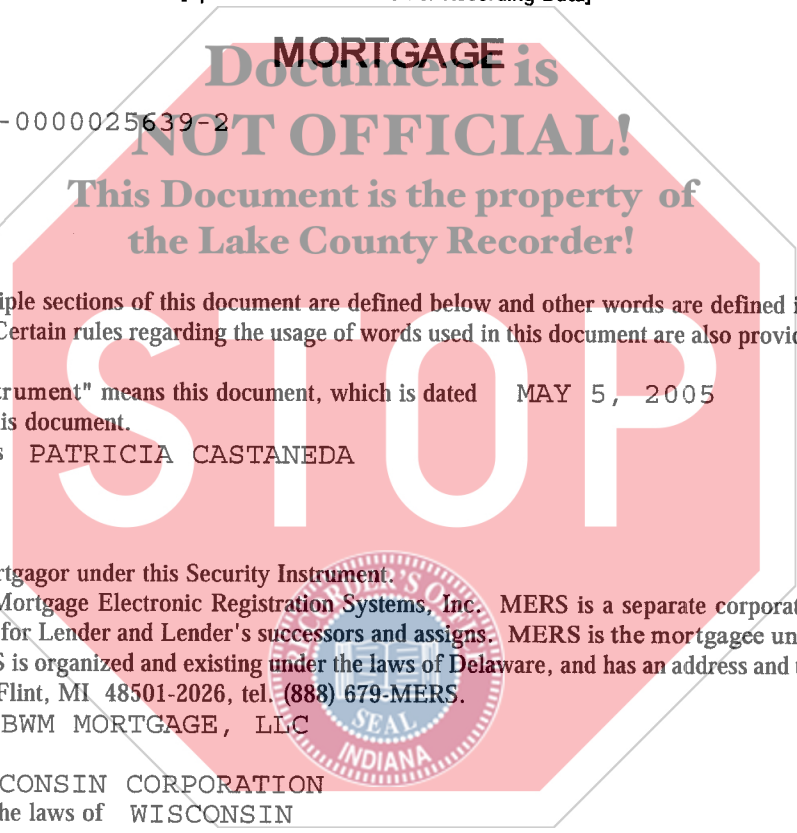 MORTGAGE
Document is
-0000025639-2
NOT OFFICIAL!
This Document is the property of
the Lake County Recorder!
iple sections of this document are defined below and other words are defined i
Certain rules regarding the usage of words used in this document are also provid
STOP
trument" means this document, which is dated MAY 5, 2005
is document.
s PATRICIA CASTANEDA
rtgagor under this Security Instrument.
Mortgage Electronic Registration Systems, Inc. MERS is a separate corporat
for Lender and Lender's successors and assigns. MERS is the mortgagee un
S is organized and existing under the laws of Delaware, and has an address and t
Flint, MI 48501-2026, tel. (888) 679-MERS.
BWM MORTGAGE, LLC
RECORDER'S OFFICE
SEAL
INDIANA
CONSIN CORPORATION
he laws of WISCONSIN